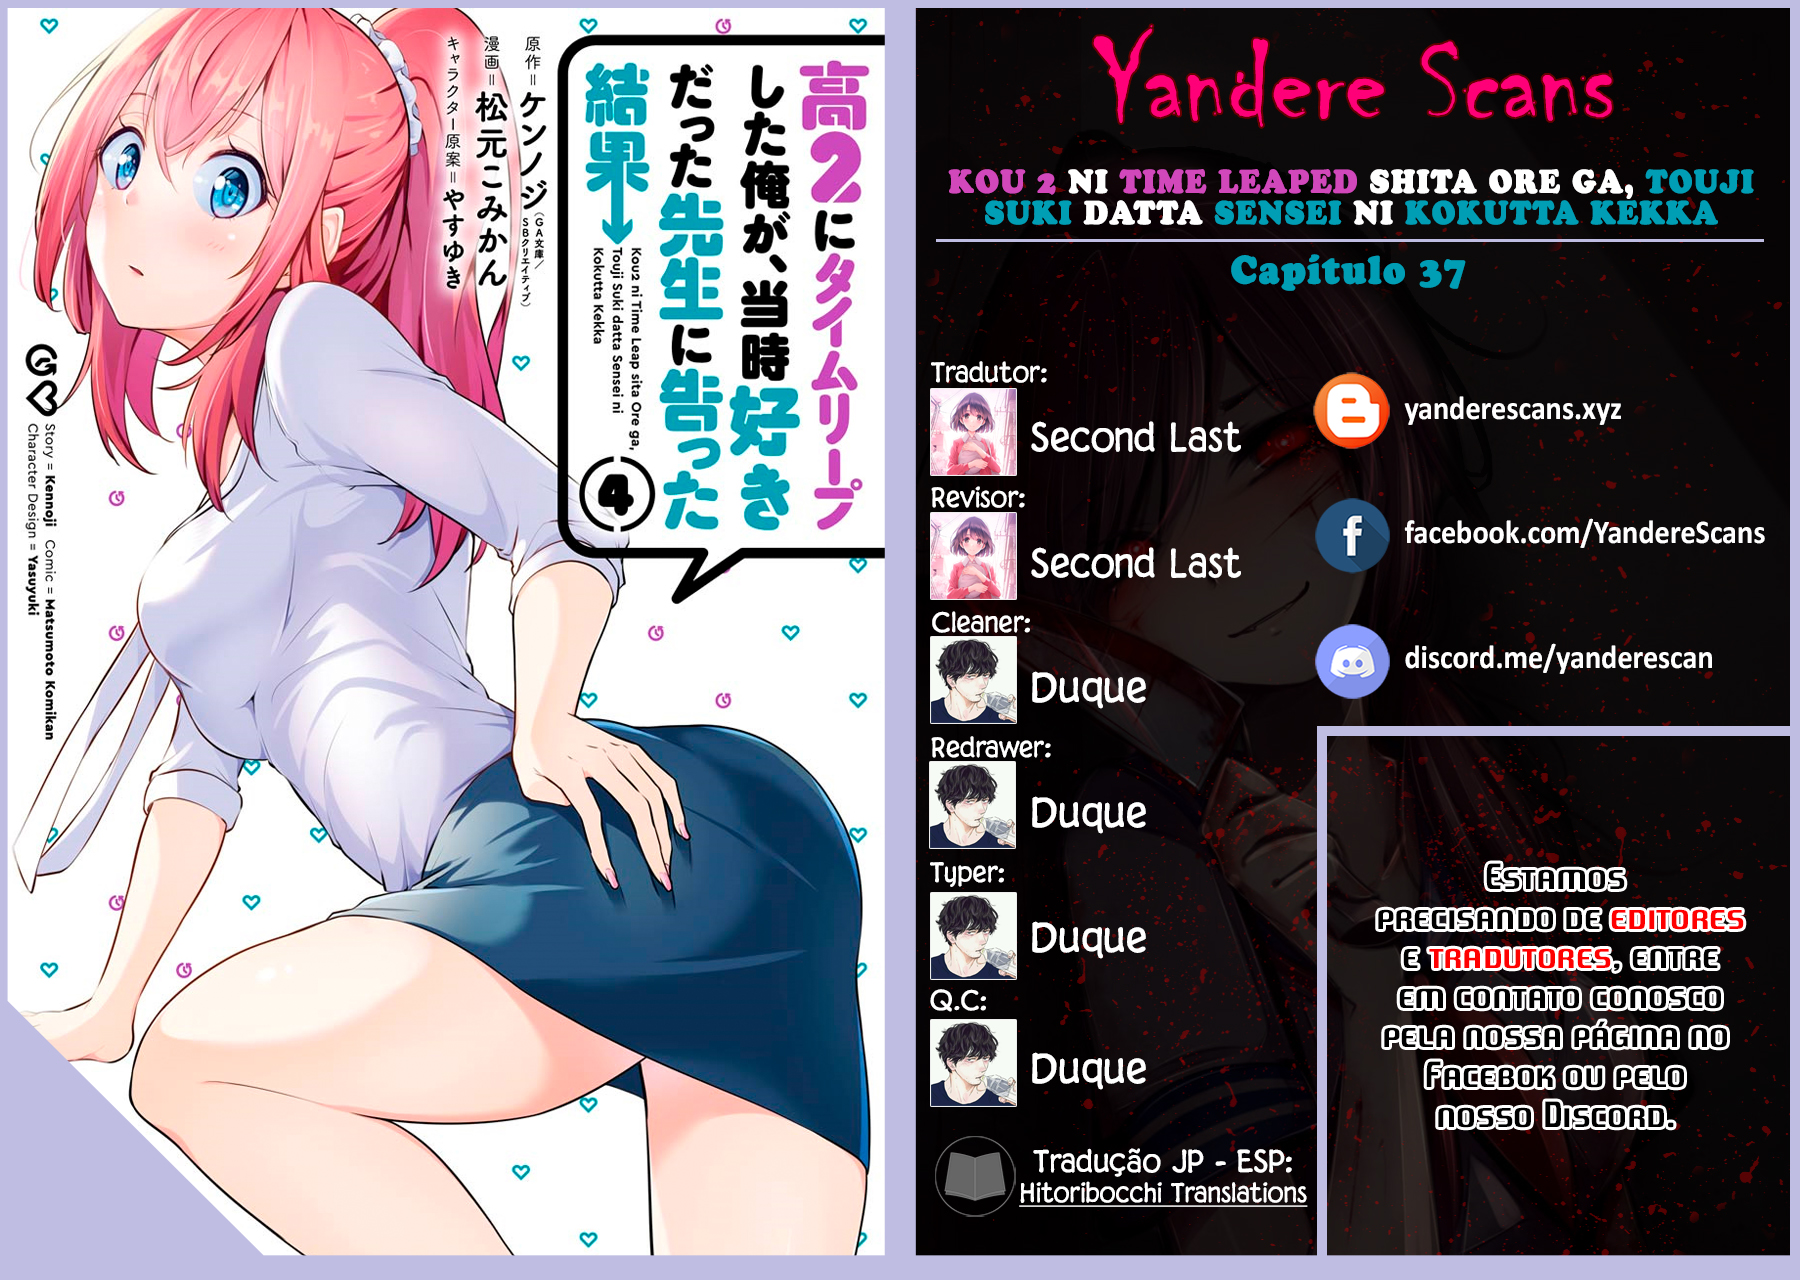 高2にタイムリープ
した俺が、当時好き
だった先生に告った
結果
Kou2 ni Time Leap sita Ore ga,
Touji Suki datta Sensei ni
Kokutta Kekka
4
原作=ケンノジ(GA文庫/SBクリエイティブ)
漫画=松元こみかん
キャラクター原案=やすゆき
Story = Kennoji Comic = Matsumoto Komikan
Character Design = Yasuyuki
Yandere Scans
KOU 2 NI TIME LEAPED SHITA ORE GA, TOUJI
SUKI DATTA SENSEI NI KOKUTTA KEKKA
Capítulo 37
Tradutor:
Second Last
Revisor:
Second Last
Cleaner:
Duque
Redrawer:
Duque
Typer:
Duque
Q.C:
Duque
Tradução JP - ESP:
Hitoribocchi Translations
yanderescans.xyz
facebook.com/YandereScans
discord.me/yanderescan
Estamos
precisando de editores
e tradutores, entre
em contato conosco
pela nossa página no
Facebok ou pelo
nosso Discord.